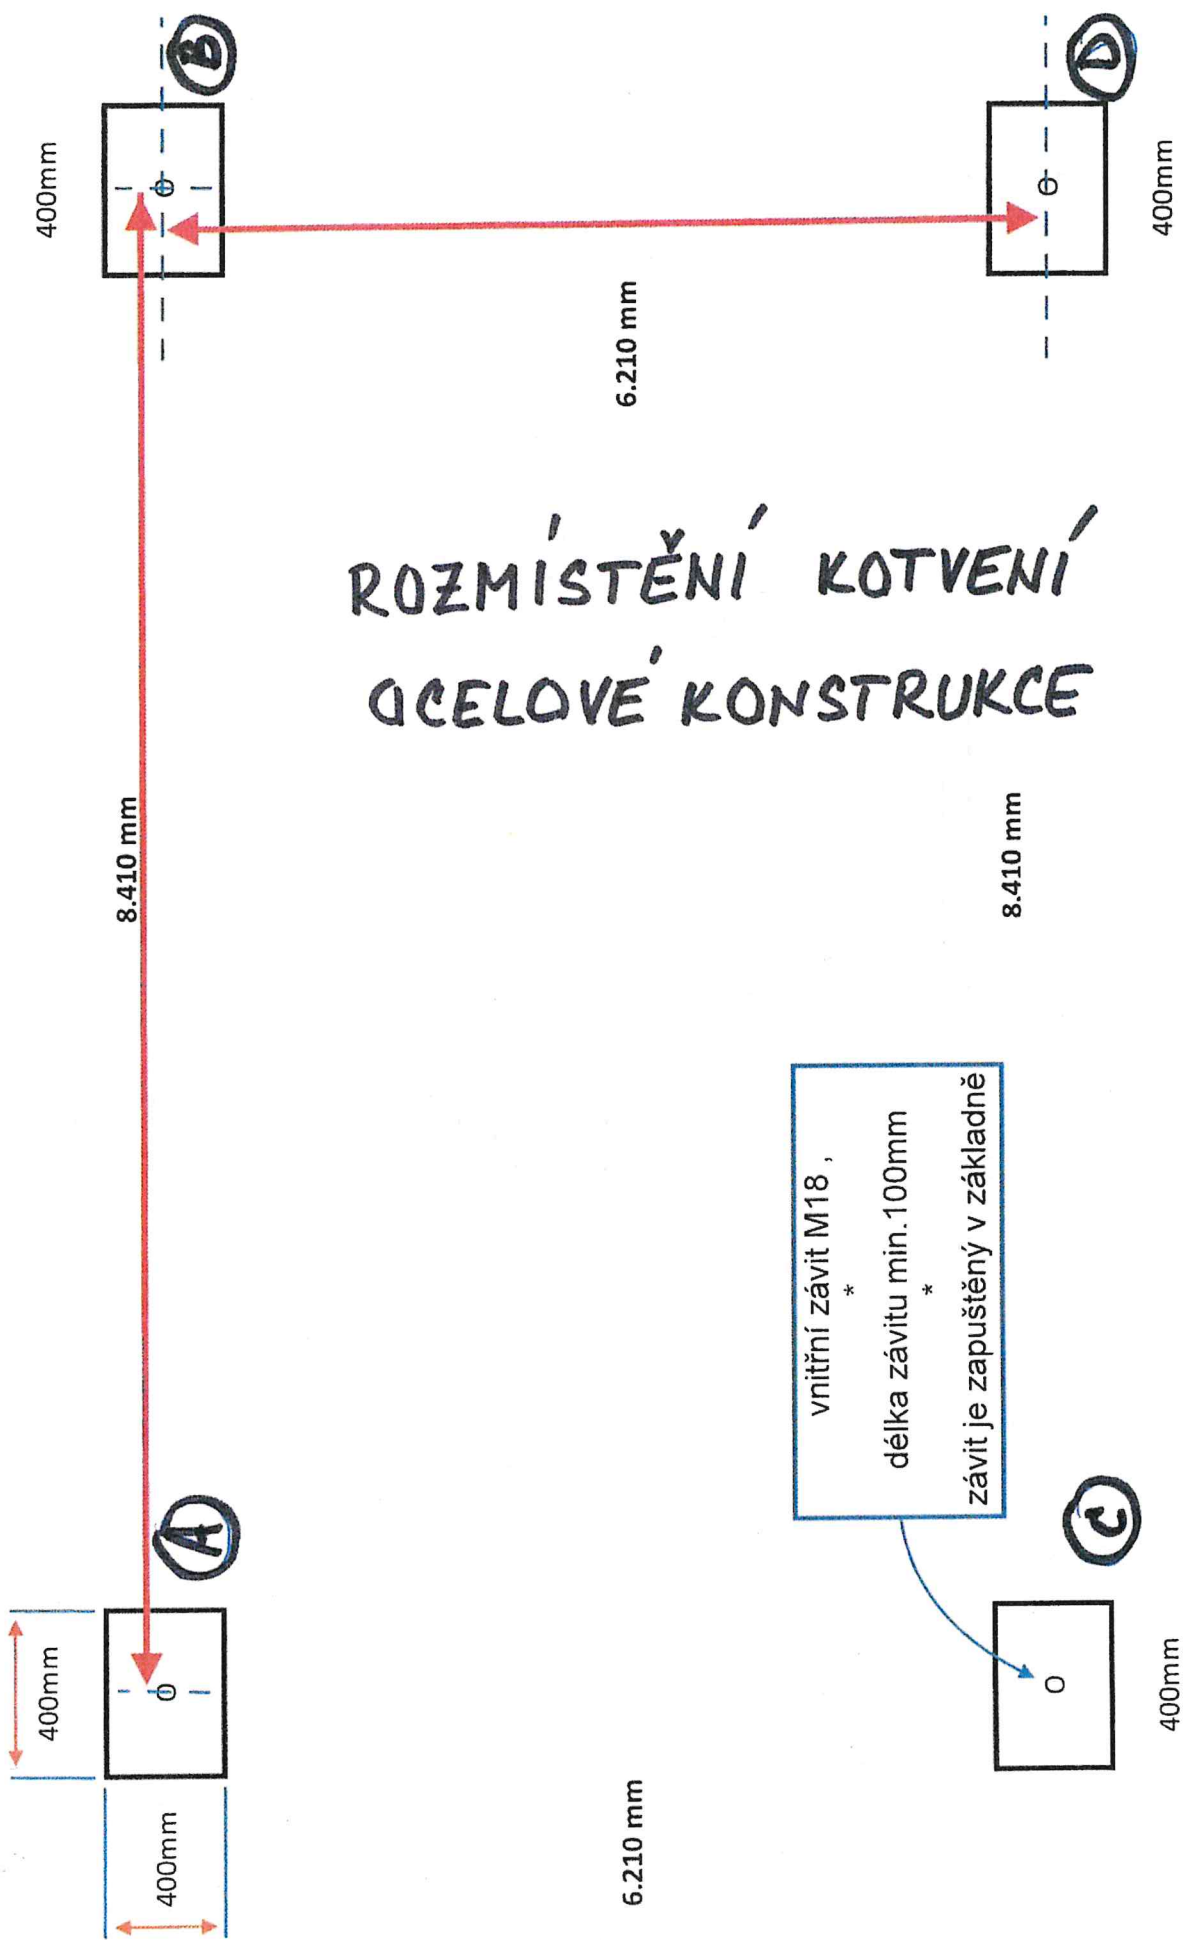 400mm
B
D
400mm
6.210 mm
ROZMÍSTĚNÍ KOTVENÍ
OCELOVÉ KONSTRUKCE
8.410 mm
8.410 mm
vnitřní závit M18 ,
*
délka závitu min.100mm
*
závit je zapuštěný v základně
A
C
400mm
400mm
400mm
6.210 mm